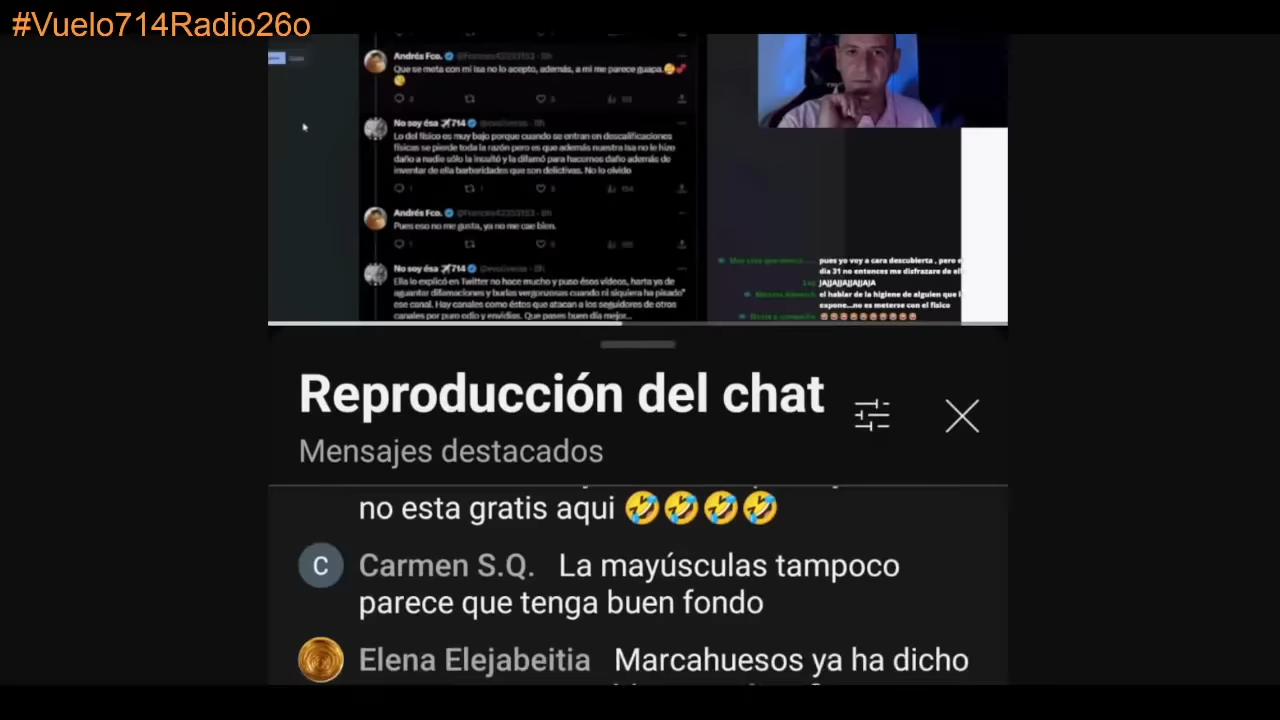 #Vuelo714Radio26o
Andrés Fco.
Que se meta con mi Isa no lo acepto, además, a mi me parece guapa.
No soy ésa ✈714
Lo del físico es muy bajo porque cuando se entran en descalificaciones
físicas se pierde toda la razón pero es que además nuestra Isa no le hizo
daño a nadie sólo la insultó y la difamó para hacernos daño además de
inventar de ella barbaridades que son delictivas. No lo olvido
Andrés Fco.
Pues eso no me gusta, ya no me cae bien.
No soy ésa ✈714
Ella lo explicó en Twitter no hace mucho y puso ésos vídeos, harta ya de
aguantar difamaciones y burlas vergonzosas cuando ni siquiera ha pisado"
ese canal. Hay canales como éstos que atacan a los seguidores de otros
canales por puro odio y envidias. Que pases buen día mejor...
pues yo voy a cara descubierta , pero e
dia 31 no entonces me disfrazare de el
JAJJAJJAJJAJJAJA
el hablar de la higiene de alguien que
expone...no es meterse con el fisico
Reproducción del chat
Mensajes destacados
no esta gratis aqui 🤣🤣🤣🤣
C Carmen S.Q. La mayúsculas tampoco
parece que tenga buen fondo
Elena Elejabeitia Marcahuesos ya ha dicho